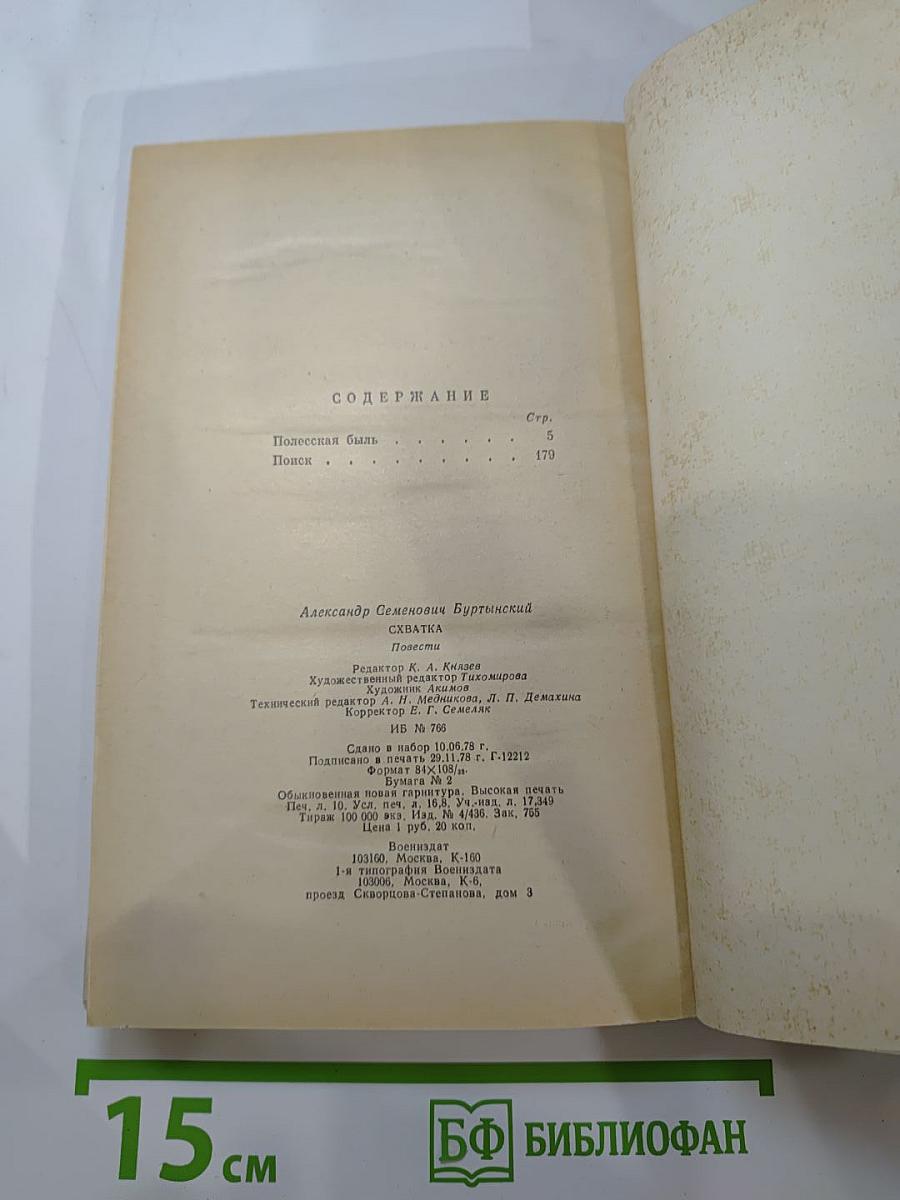 СОДЕРЖАНИЕ
Стр.
Полесская быль . . . . . . 5
Поиск . . . . . . . . . 179
Александр Семенович Буртынский
СХВАТКА
Повести
Редактор К. А. Князев
Художественный редактор Тихомирова
Художник Акимов
Технический редактор А. Н. Медникова, Л. П. Демахина
Корректор Е. Г. Семеляк
ИБ № 766
Сдано в набор 10.06.78 г.
Подписано в печать 29.11.78 г. Г-12212
Формат 84×108/₃₂.
Бумага № 2
Обыкновенная новая гарнитура. Высокая печать
Печ. л. 10. Усл. печ. л. 16,8. Уч.-изд. л. 17,349
Тираж 100 000 экз. Изд. № 4/436. Зак. 765
Цена 1 руб. 20 коп.
Воениздат
103160, Москва, К-160
1-я типография Воениздата
103006, Москва, К-6,
проезд Скворцова-Степанова, дом 3
15 см
БФ БИБЛИОФАН